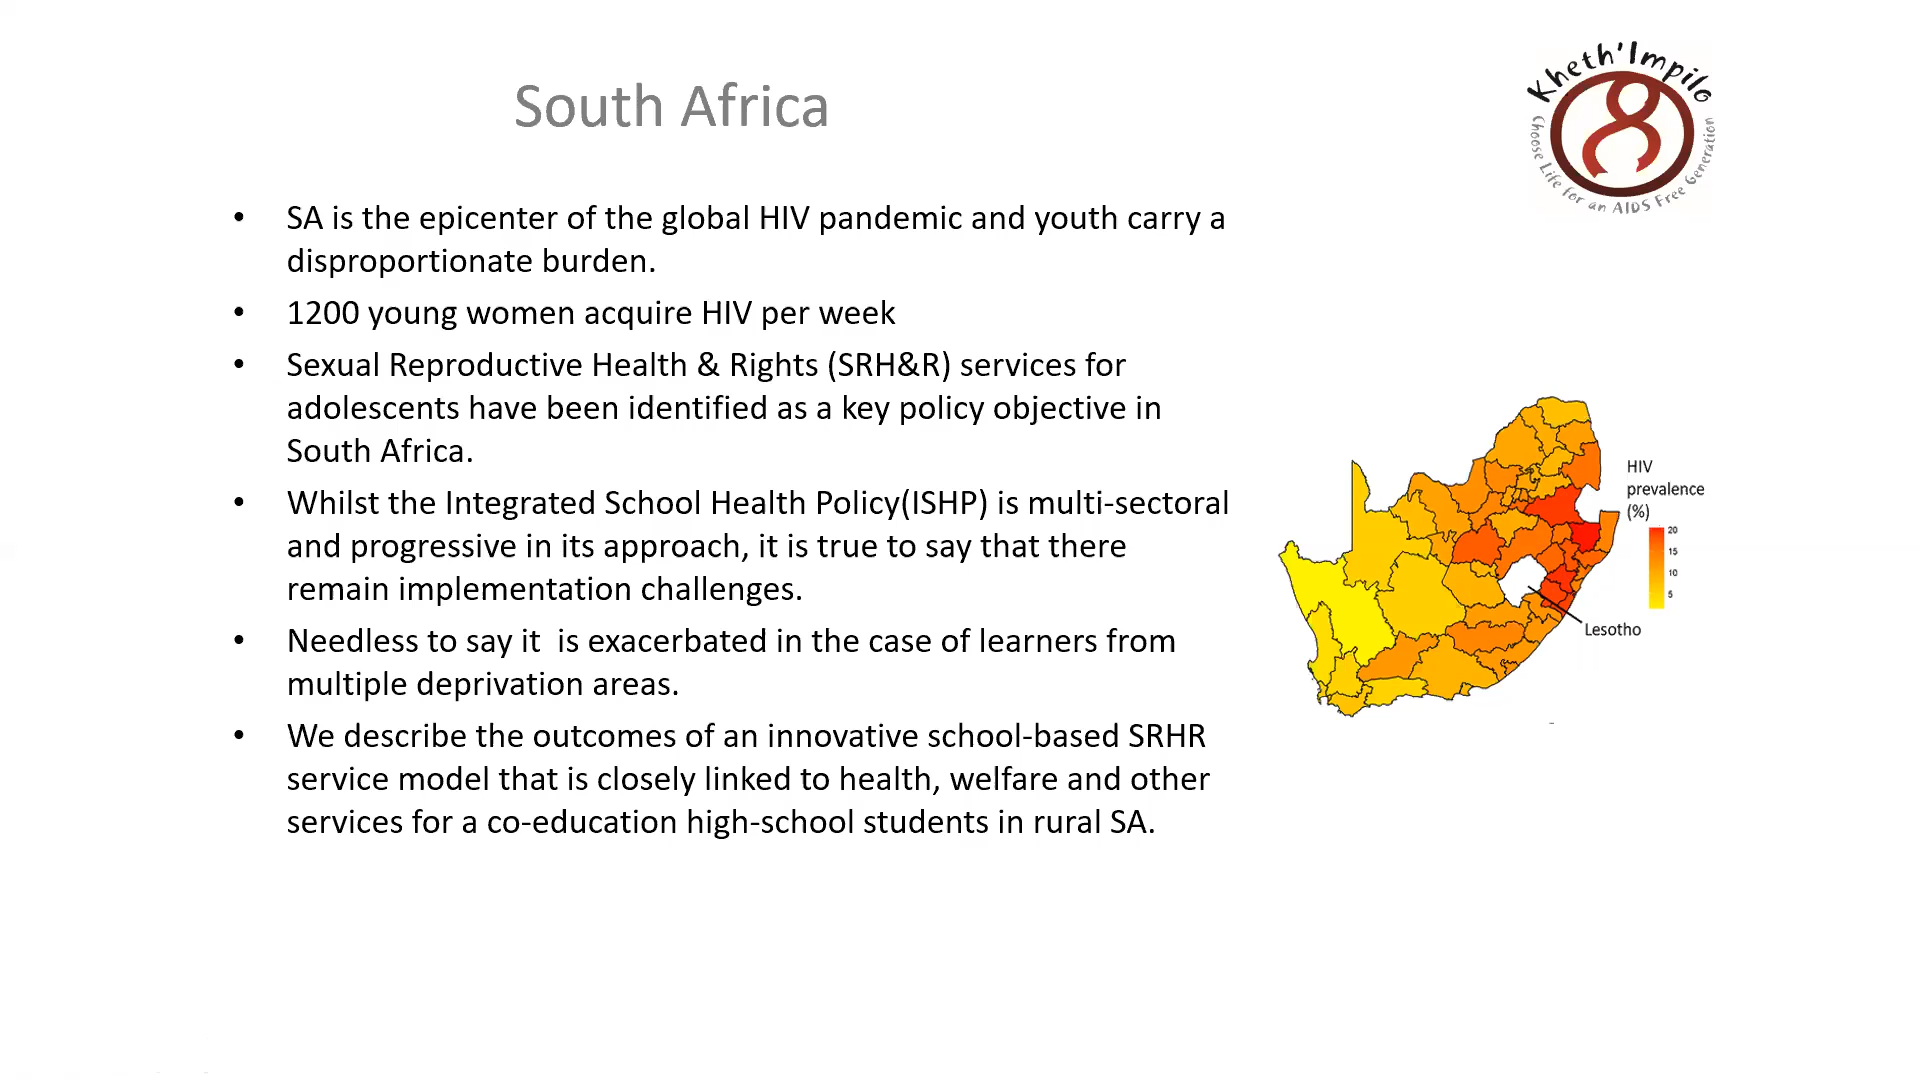 South Africa
Kheth'Impilo
Choose Life for an AIDS Free Generation
• SA is the epicenter of the global HIV pandemic and youth carry a
disproportionate burden.
• 1200 young women acquire HIV per week
• Sexual Reproductive Health & Rights (SRH&R) services for
adolescents have been identified as a key policy objective in
South Africa.
• Whilst the Integrated School Health Policy(ISHP) is multi-sectoral
and progressive in its approach, it is true to say that there
remain implementation challenges.
• Needless to say it  is exacerbated in the case of learners from
multiple deprivation areas.
• We describe the outcomes of an innovative school-based SRHR
service model that is closely linked to health, welfare and other
services for a co-education high-school students in rural SA.
HIV
prevalence
(%)
20
15
10
5
Lesotho